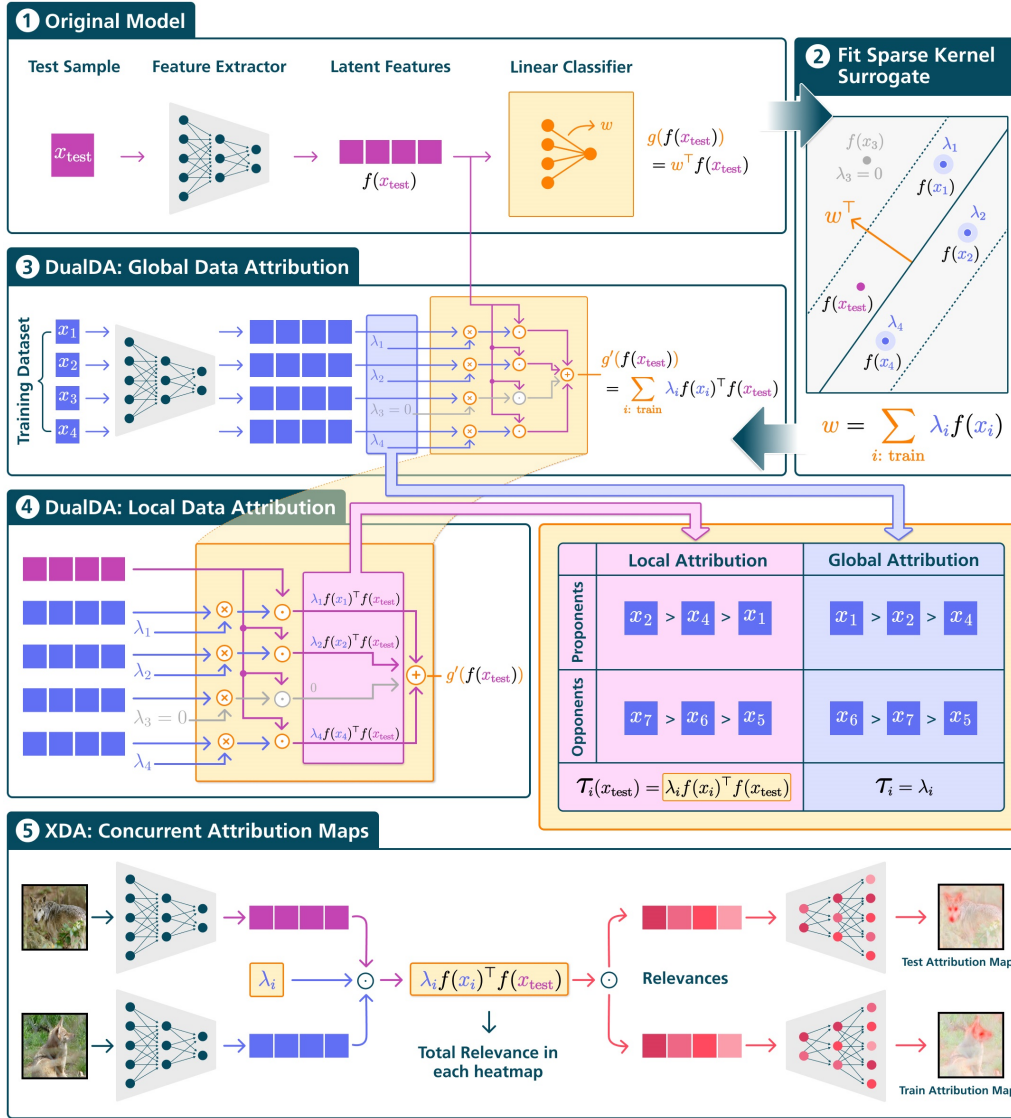 1 Original Model
Test Sample
Feature Extractor
Latent Features
Linear Classifier
x_test
f(x_test)
w
g(f(x_test))
= w^⊤ f(x_test)
2 Fit Sparse Kernel
Surrogate
f(x_3)
λ_3 = 0
λ_1
f(x_1)
w^⊤
λ_2
f(x_2)
f(x_test)
λ_4
f(x_4)
w = ∑ λ_i f(x_i)
i: train
3 DualDA: Global Data Attribution
Training Dataset
x_1
x_2
x_3
x_4
λ_1
λ_2
λ_3 = 0
λ_4
× · × · × · × · +
g′(f(x_test))
= ∑ λ_i f(x_i)^⊤ f(x_test)
i: train
4 DualDA: Local Data Attribution
λ_1
λ_2
λ_3 = 0
λ_4
× · × · × · × · +
λ_1 f(x_1)^⊤ f(x_test)
λ_2 f(x_2)^⊤ f(x_test)
0
λ_4 f(x_4)^⊤ f(x_test)
g′(f(x_test))
Local Attribution
Global Attribution
Proponents
x_2 > x_4 > x_1
x_1 > x_2 > x_4
Opponents
x_7 > x_6 > x_5
x_6 > x_7 > x_5
𝒯_i(x_test) = λ_i f(x_i)^⊤ f(x_test)
𝒯_i = λ_i
5 XDA: Concurrent Attribution Maps
λ_i
·
λ_i f(x_i)^⊤ f(x_test)
·
Relevances
Total Relevance in
each heatmap
Test Attribution Map
Train Attribution Map